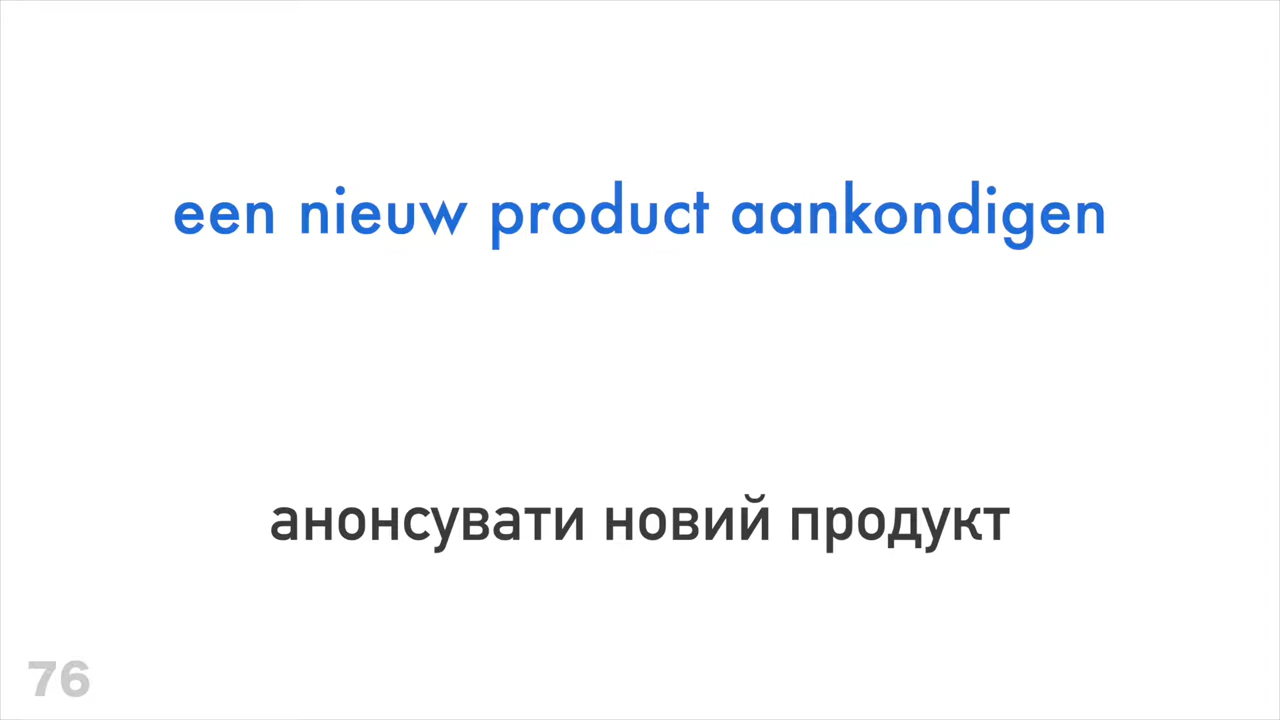 een nieuw product aankondigen
анонсувати новий продукт
76